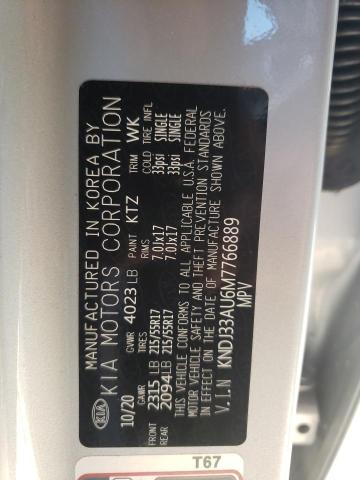 MANUFACTURED IN KOREA BY
KIA KIA MOTORS CORPORATION
10/20 GVWR 4023 LB PAINT KTZ TRIM WK
GAWR TIRES RIMS COLD TIRE INFL
FRONT 2315LB 215/55R17 7.0Jx17 33psi SINGLE
REAR 2094LB 215/55R17 7.0Jx17 33psi SINGLE
THIS VEHICLE CONFORMS TO ALL APPLICABLE U.S.A. FEDERAL
MOTOR VEHICLE SAFETY AND THEFT PREVENTION STANDARDS
IN EFFECT ON THE DATE OF MANUFACTURE SHOWN ABOVE.
V.I.N KNDJ33AU6M7766889
MPV
T67